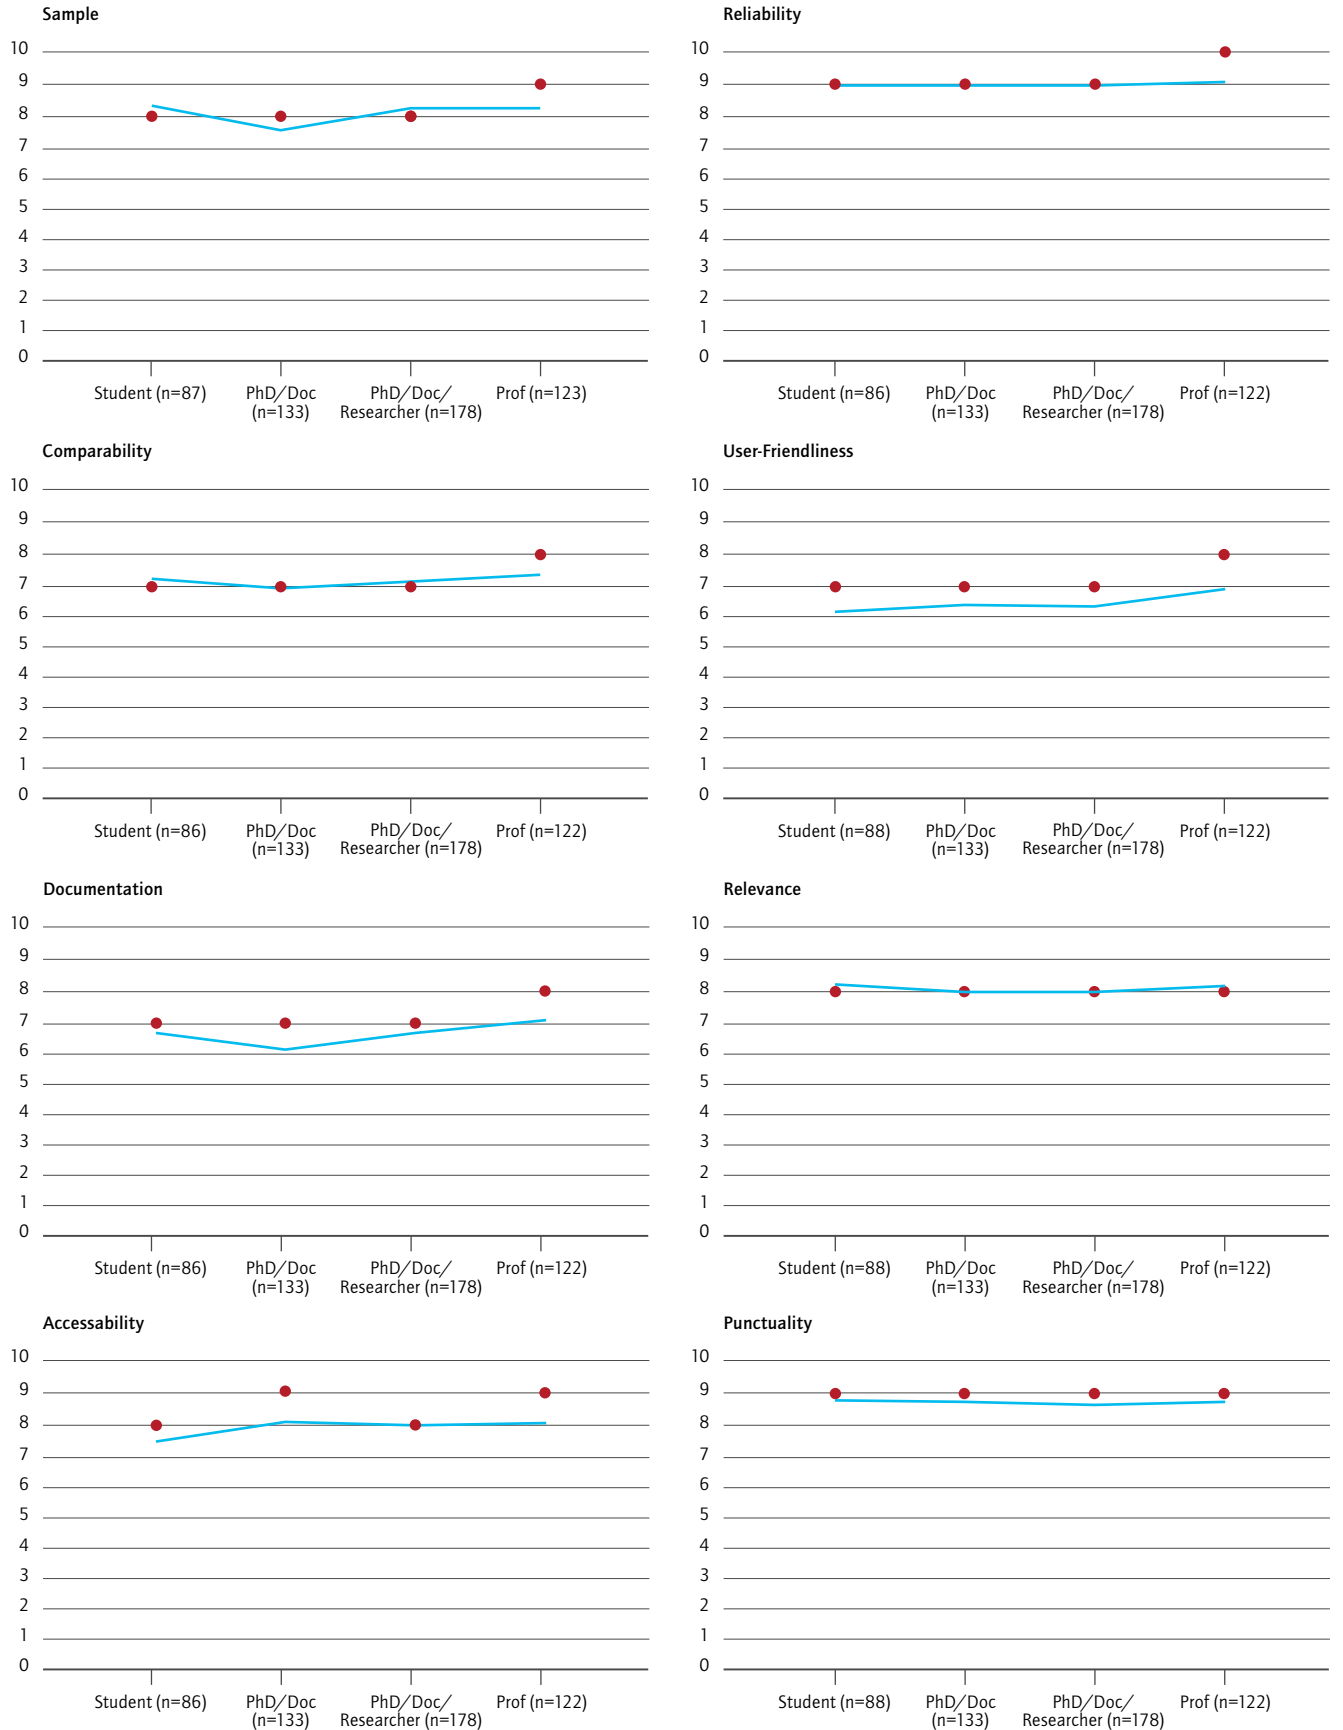 Sample
10
9
8
7
6
5
4
3
2
1
0
Student (n=87)
PhD/Doc
(n=133)
PhD/Doc/
Researcher (n=178)
Prof (n=123)
Reliability
10
9
8
7
6
5
4
3
2
1
0
Student (n=86)
PhD/Doc
(n=133)
PhD/Doc/
Researcher (n=178)
Prof (n=122)
Comparability
10
9
8
7
6
5
4
3
2
1
0
Student (n=86)
PhD/Doc
(n=133)
PhD/Doc/
Researcher (n=178)
Prof (n=122)
User-Friendliness
10
9
8
7
6
5
4
3
2
1
0
Student (n=88)
PhD/Doc
(n=133)
PhD/Doc/
Researcher (n=178)
Prof (n=122)
Documentation
10
9
8
7
6
5
4
3
2
1
0
Student (n=86)
PhD/Doc
(n=133)
PhD/Doc/
Researcher (n=178)
Prof (n=122)
Relevance
10
9
8
7
6
5
4
3
2
1
0
Student (n=88)
PhD/Doc
(n=133)
PhD/Doc/
Researcher (n=178)
Prof (n=122)
Accessability
10
9
8
7
6
5
4
3
2
1
0
Student (n=86)
PhD/Doc
(n=133)
PhD/Doc/
Researcher (n=178)
Prof (n=122)
Punctuality
10
9
8
7
6
5
4
3
2
1
0
Student (n=88)
PhD/Doc
(n=133)
PhD/Doc/
Researcher (n=178)
Prof (n=122)